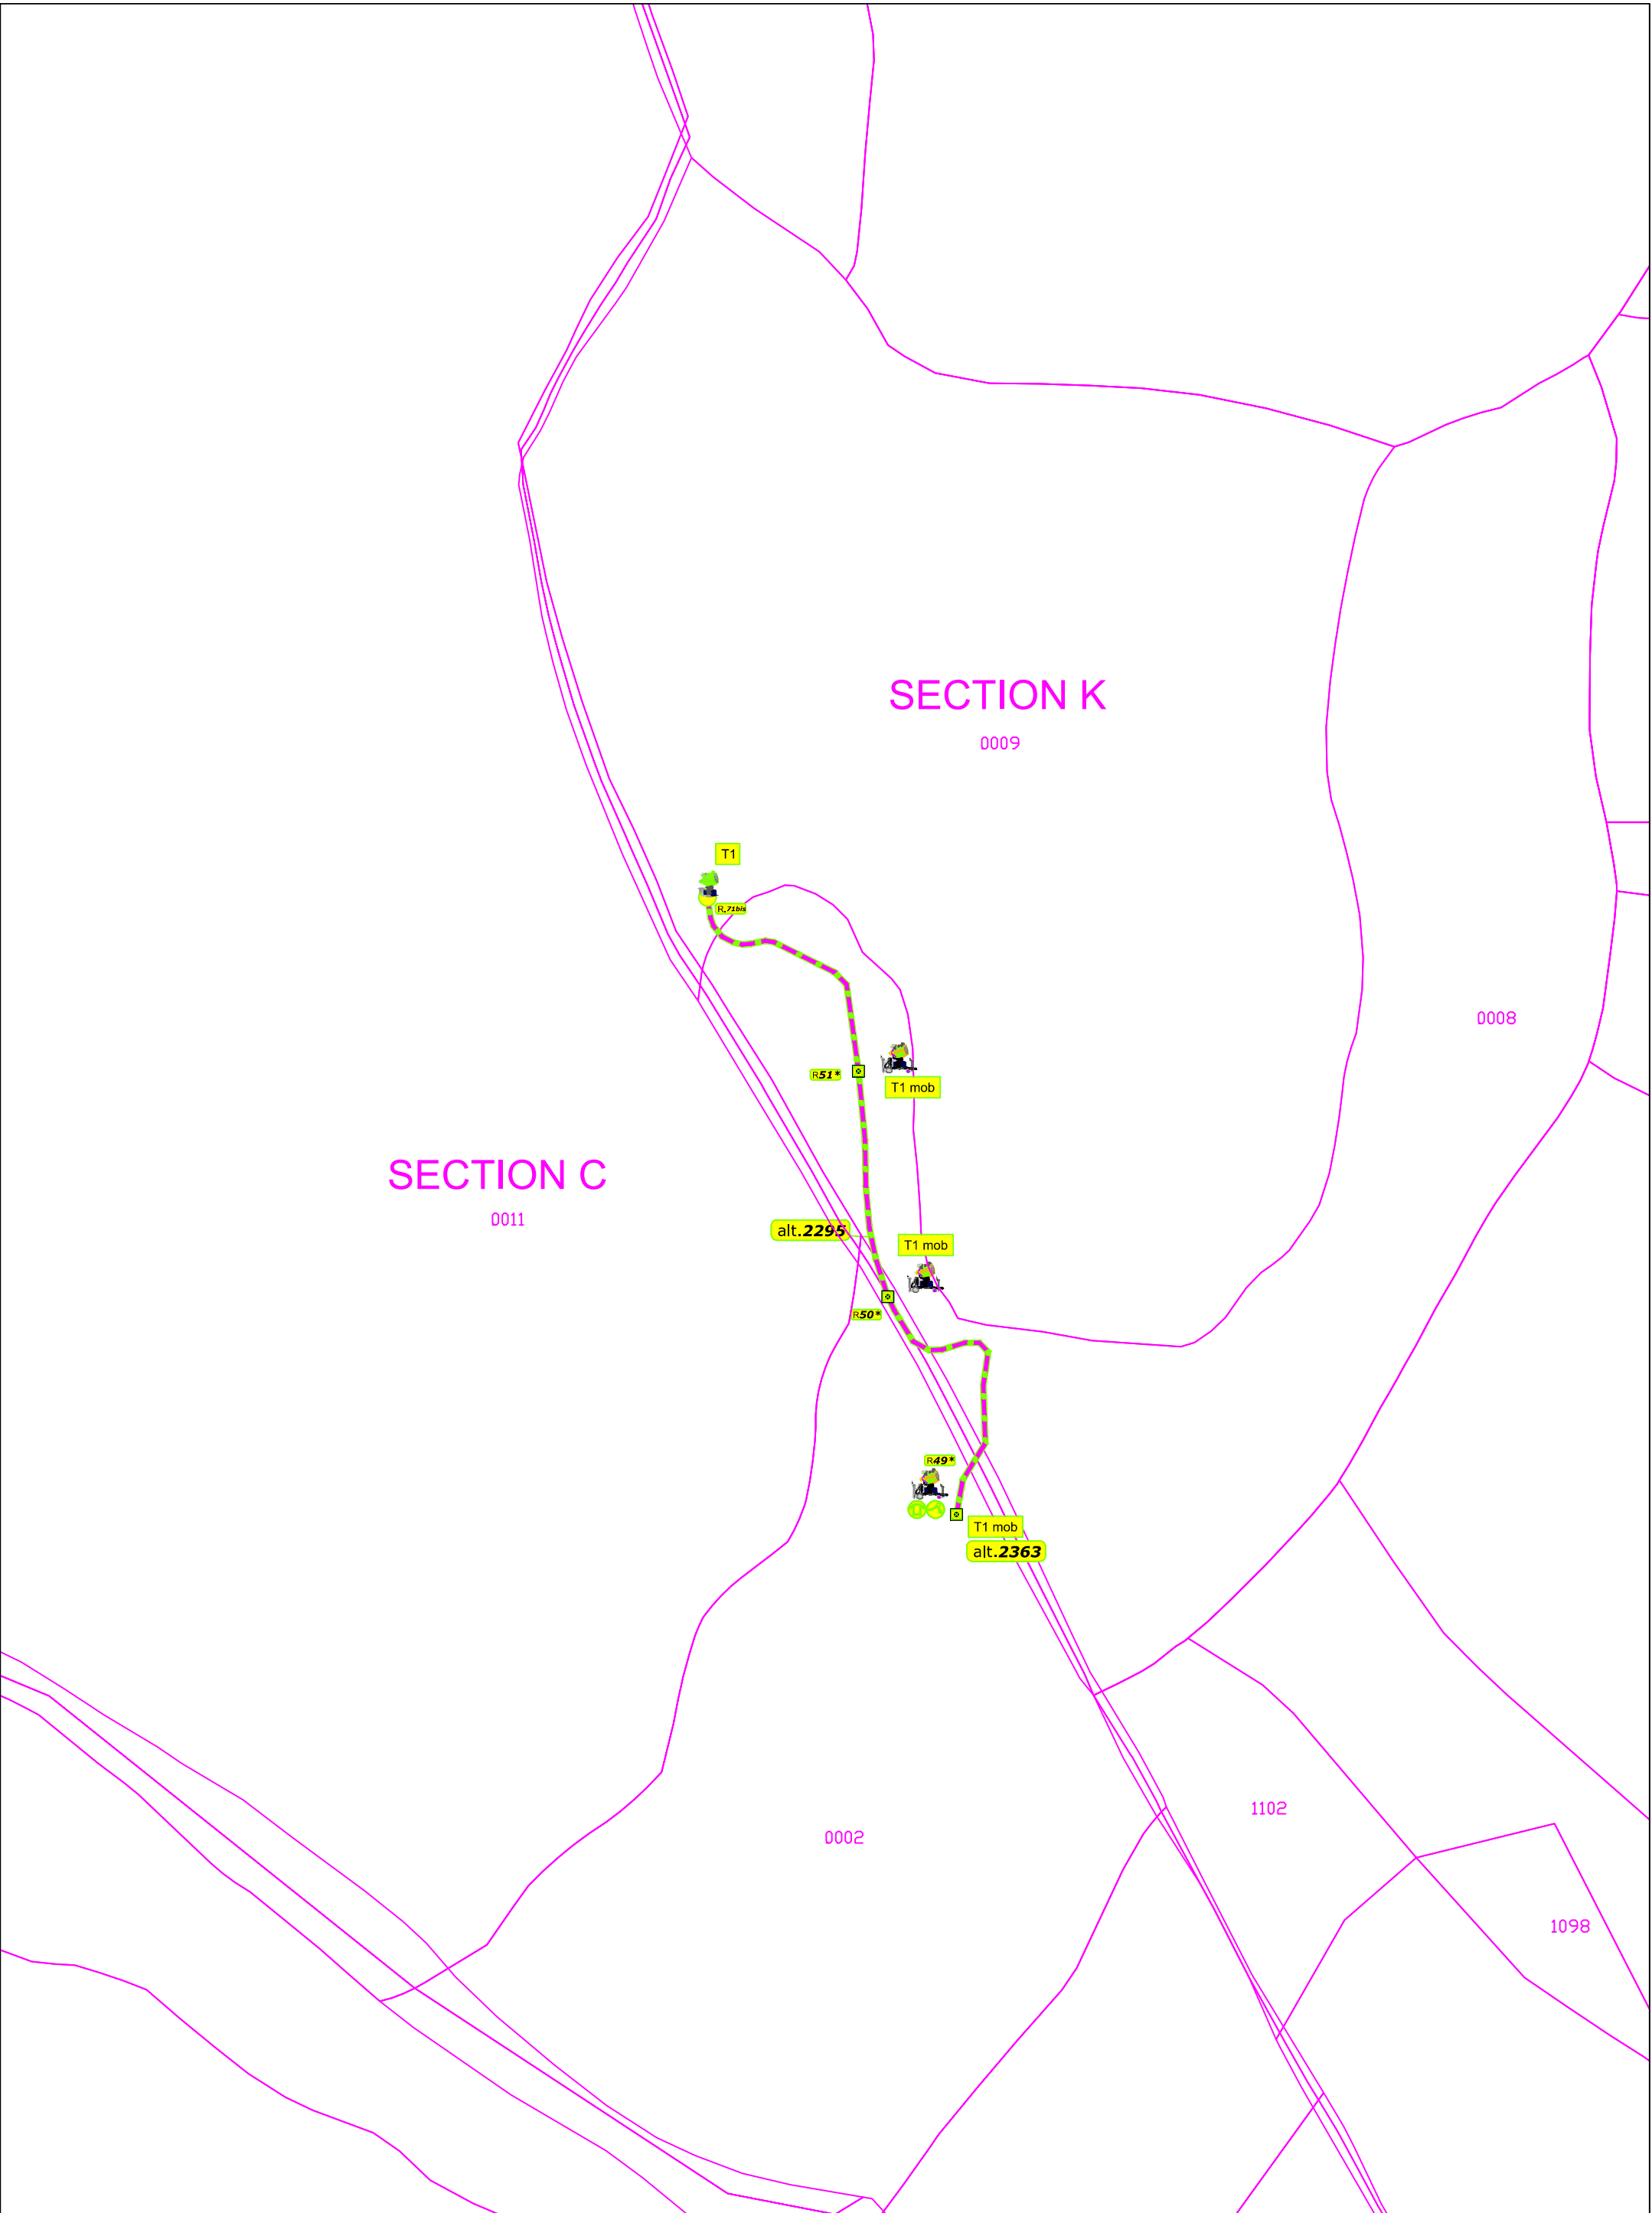 SECTION K
0009
T1
R.71bis
0008
R51*
T1 mob
SECTION C
0011
alt.2295
T1 mob
R50*
R49*
T1 mob
alt.2363
1102
0002
1098